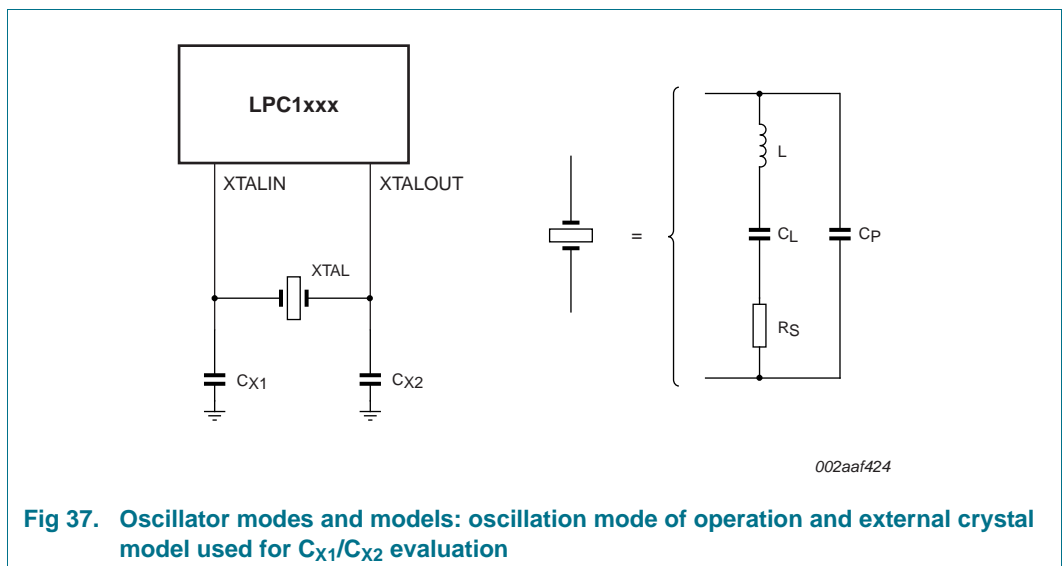 LPC1xxx
XTALIN
XTALOUT
XTAL
CX1
CX2
=
L
CL
CP
RS
002aaf424
Fig 37. Oscillator modes and models: oscillation mode of operation and external crystal
model used for CX1/CX2 evaluation